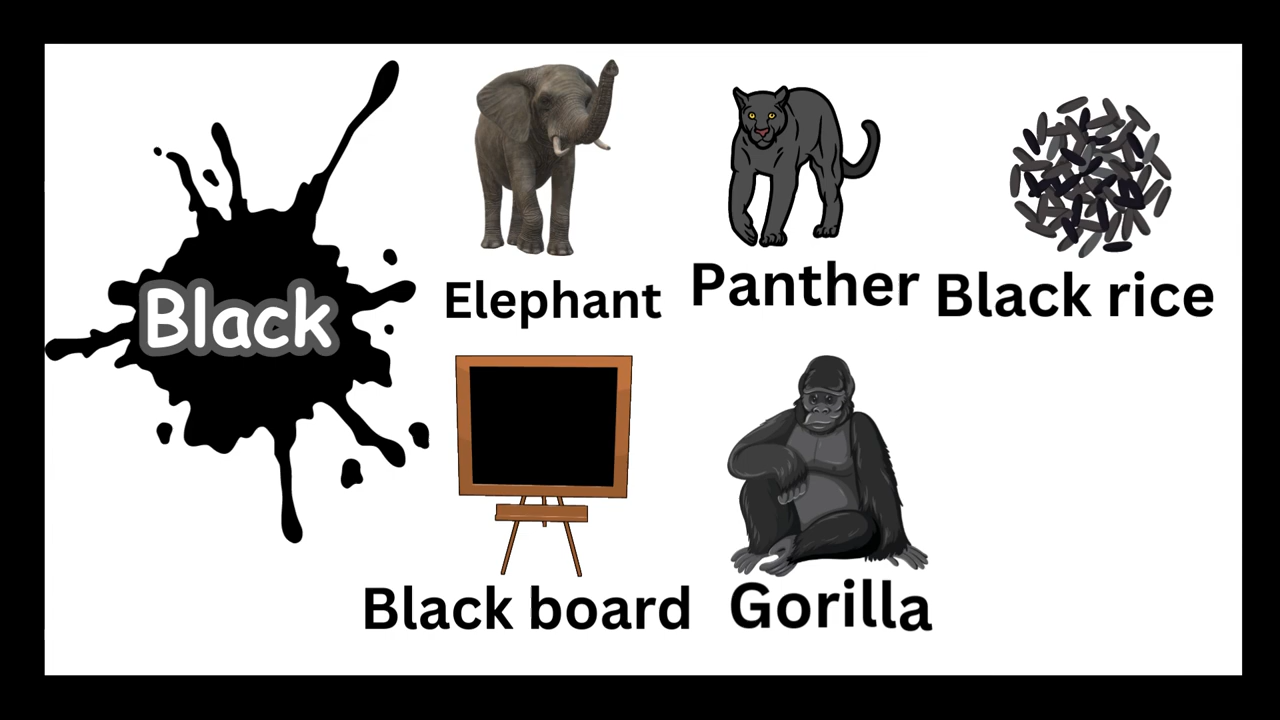 Black
Elephant
Panther
Black rice
Black board
Gorilla